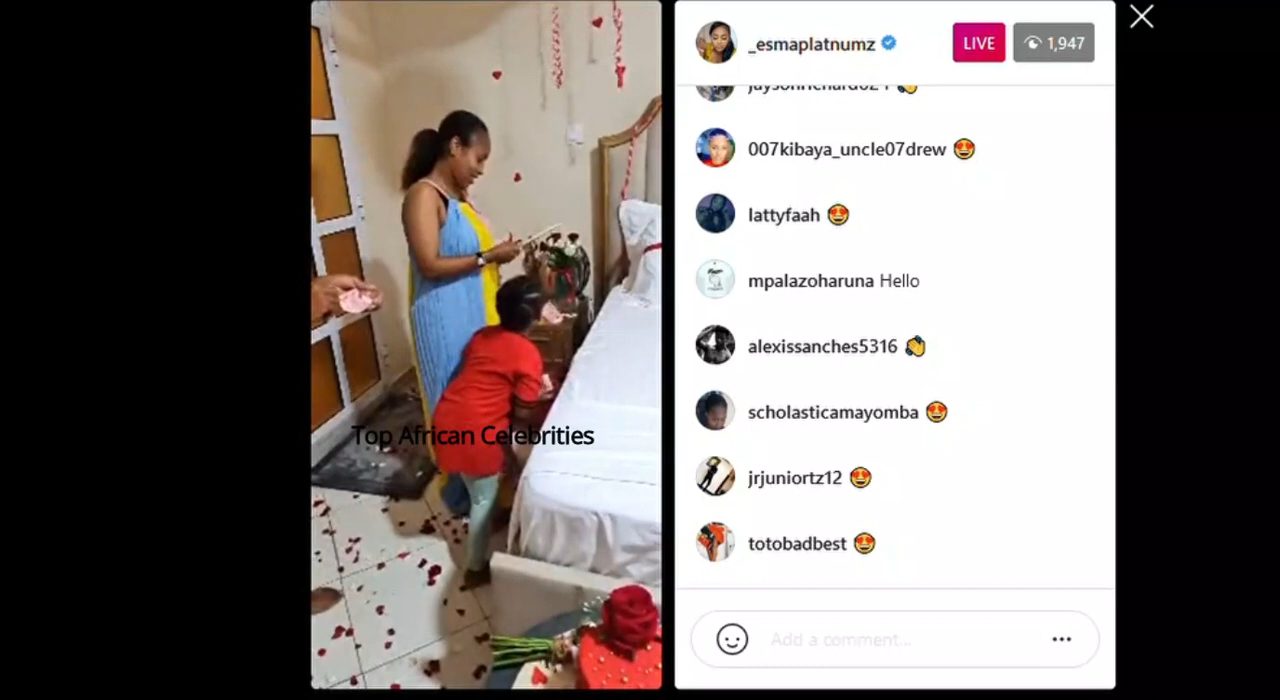 _esmaplatnumz
LIVE
1,947
007kibaya_uncle07drew
lattyfaah
mpalazoharuna Hello
alexissanches5316
scholasticamayomba
jrjuniortz12
totobadbest
Add a comment...
Top African Celebrities